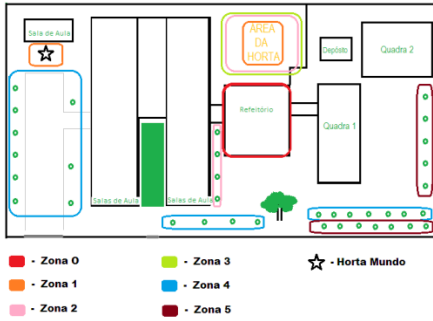 Sala de Aula
ÁREA
DA
HORTA
Depósto
Quadra 2
Refeitório
Quadra 1
Salas de Aula
Salas de Aula
- Zona 0
- Zona 3
- Horta Mundo
- Zona 1
- Zona 4
- Zona 2
- Zona 5